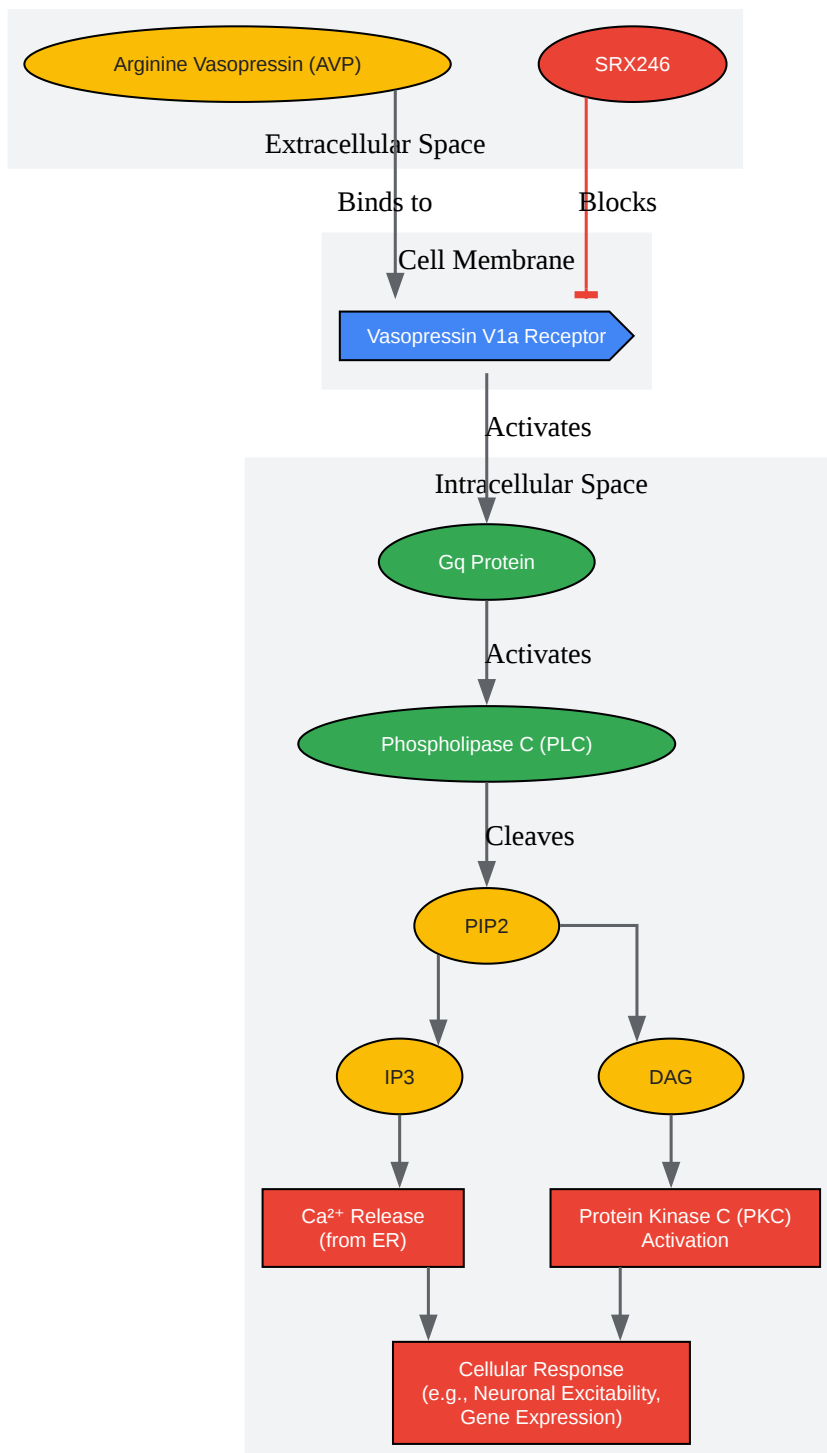 Arginine Vasopressin (AVP)
SRX246
Extracellular Space
Binds to
Blocks
Cell Membrane
Vasopressin V1a Receptor
Activates
Intracellular Space
Gq Protein
Activates
Phospholipase C (PLC)
Cleaves
PIP2
IP3
DAG
Ca²⁺ Release
(from ER)
Protein Kinase C (PKC)
Activation
Cellular Response
(e.g., Neuronal Excitability,
Gene Expression)